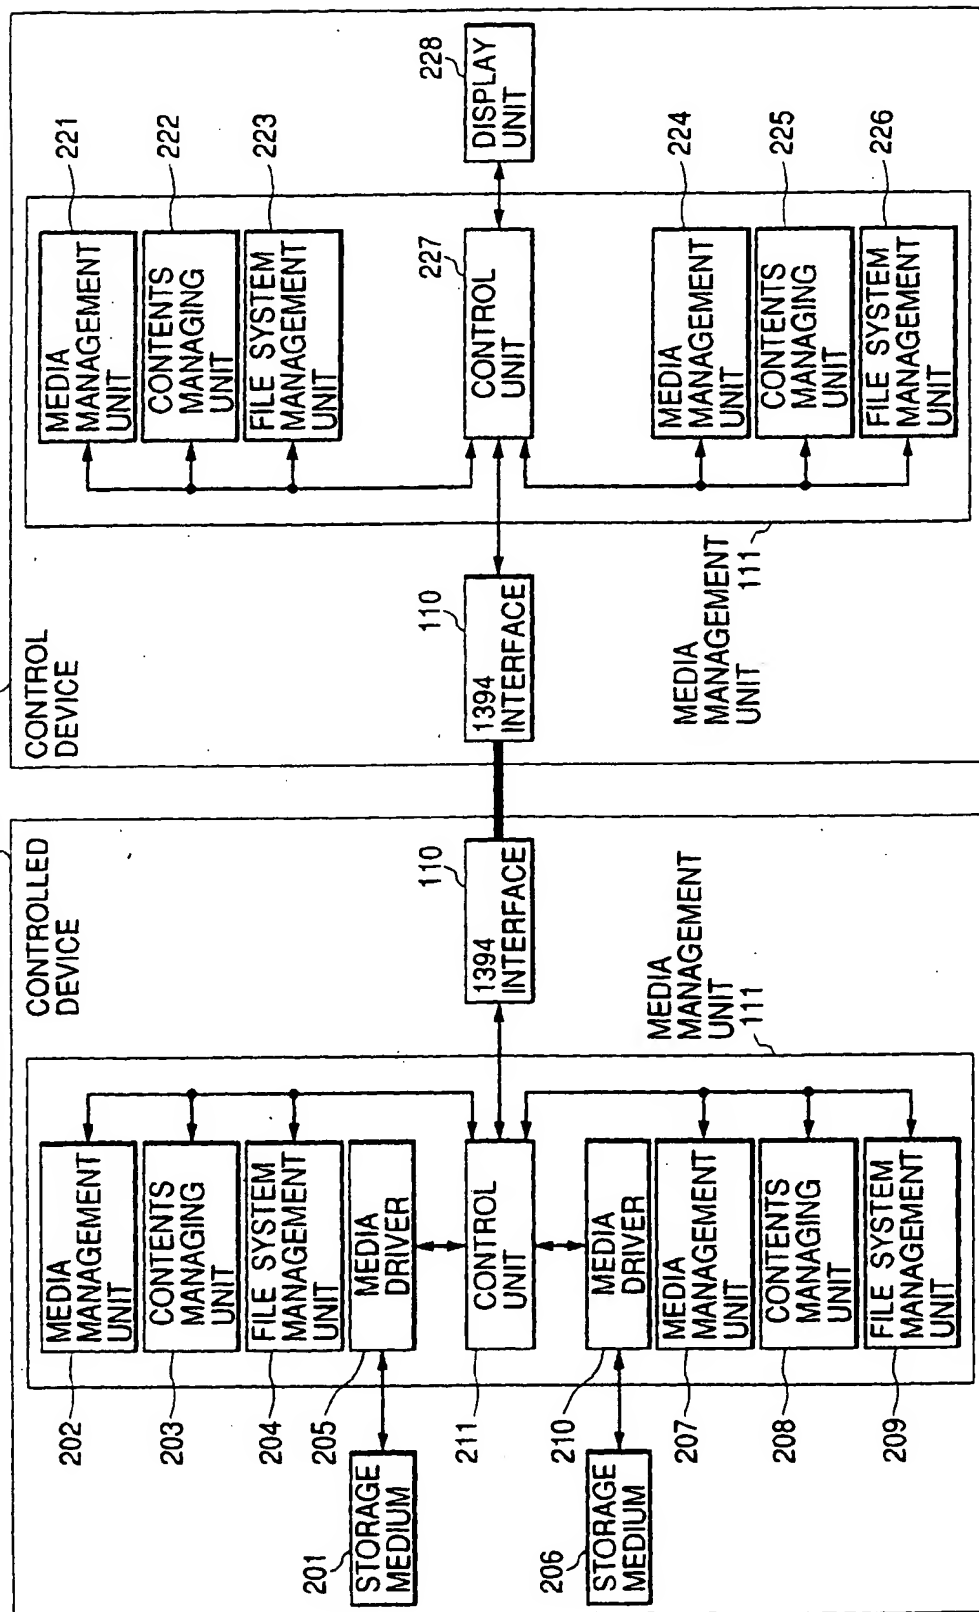 CONTROLLED
DEVICE
202
MEDIA
MANAGEMENT
UNIT
203
CONTENTS
MANAGING
UNIT
204
FILE SYSTEM
MANAGEMENT
UNIT
205
MEDIA
DRIVER
201
STORAGE
MEDIUM
211
CONTROL
UNIT
110
1394
INTERFACE
210
MEDIA
DRIVER
206
STORAGE
MEDIUM
207
MEDIA
MANAGEMENT
UNIT
208
CONTENTS
MANAGING
UNIT
209
FILE SYSTEM
MANAGEMENT
UNIT
MEDIA
MANAGEMENT
UNIT
111
CONTROL
DEVICE
110
1394
INTERFACE
MEDIA
MANAGEMENT
UNIT
111
MEDIA
MANAGEMENT
UNIT
221
CONTENTS
MANAGING
UNIT
222
FILE SYSTEM
MANAGEMENT
UNIT
223
227
CONTROL
UNIT
228
DISPLAY
UNIT
MEDIA
MANAGEMENT
UNIT
224
CONTENTS
MANAGING
UNIT
225
FILE SYSTEM
MANAGEMENT
UNIT
226